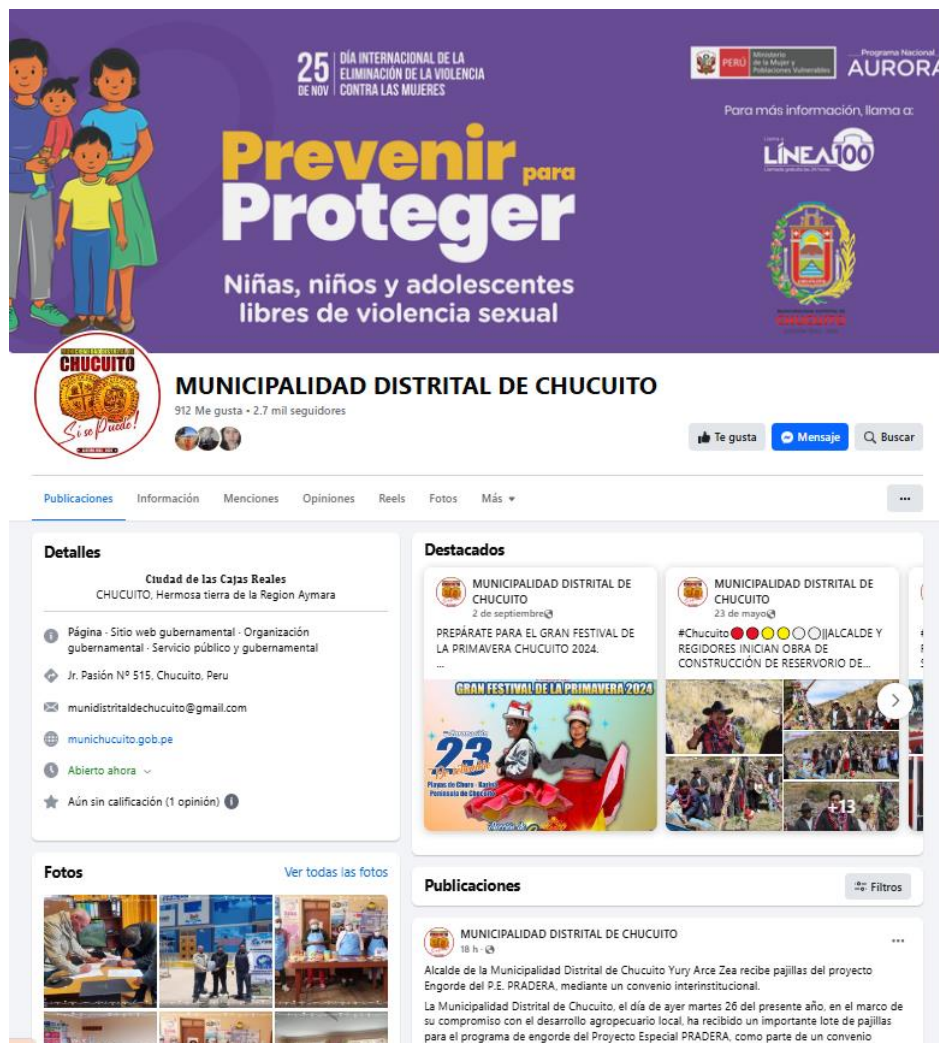 25
DE NOV
DÍA INTERNACIONAL DE LA
ELIMINACIÓN DE LA VIOLENCIA
CONTRA LAS MUJERES
PERÚ
Ministerio
de la Mujer y
Poblaciones Vulnerables
Programa Nacional
AURORA
Para más información, llama a:
LÍNEA100
Prevenir para
Proteger
Niñas, niños y adolescentes
libres de violencia sexual
CHUCUITO
CHUCUITO
Si se Puede!
MUNICIPALIDAD DISTRITAL DE CHUCUITO
912 Me gusta • 2.7 mil seguidores
Te gusta
Mensaje
Buscar
Publicaciones
Información
Menciones
Opiniones
Reels
Fotos
Más
Detalles
Ciudad de las Cajas Reales
CHUCUITO, Hermosa tierra de la Region Aymara
Página · Sitio web gubernamental · Organización
gubernamental · Servicio público y gubernamental
Jr. Pasión Nº 515, Chucuito, Peru
munidistritaldechucuito@gmail.com
munichucuito.gob.pe
Abierto ahora
Aún sin calificación (1 opinión)
Fotos
Ver todas las fotos
Destacados
MUNICIPALIDAD DISTRITAL DE
CHUCUITO
2 de septiembre
PREPÁRATE PARA EL GRAN FESTIVAL DE
LA PRIMAVERA CHUCUITO 2024.
...
GRAN FESTIVAL DE LA PRIMAVERA 2024
23
Playas de Churo - Karina
Península de Chucuito
MUNICIPALIDAD DISTRITAL DE
CHUCUITO
23 de mayo
#Chucuito🔴🔴🟡🟡⚪⚪||ALCALDE Y
REGIDORES INICIAN OBRA DE
CONSTRUCCIÓN DE RESERVORIO DE...
+13
Publicaciones
Filtros
MUNICIPALIDAD DISTRITAL DE CHUCUITO
18 h ·
Alcalde de la Municipalidad Distrital de Chucuito Yury Arce Zea recibe pajillas del proyecto
Engorde del P.E. PRADERA, mediante un convenio interinstitucional.
La Municipalidad Distrital de Chucuito, el día de ayer martes 26 del presente año, en el marco de
su compromiso con el desarrollo agropecuario local, ha recibido un importante lote de pajillas
para el programa de engorde del Proyecto Especial PRADERA, como parte de un convenio